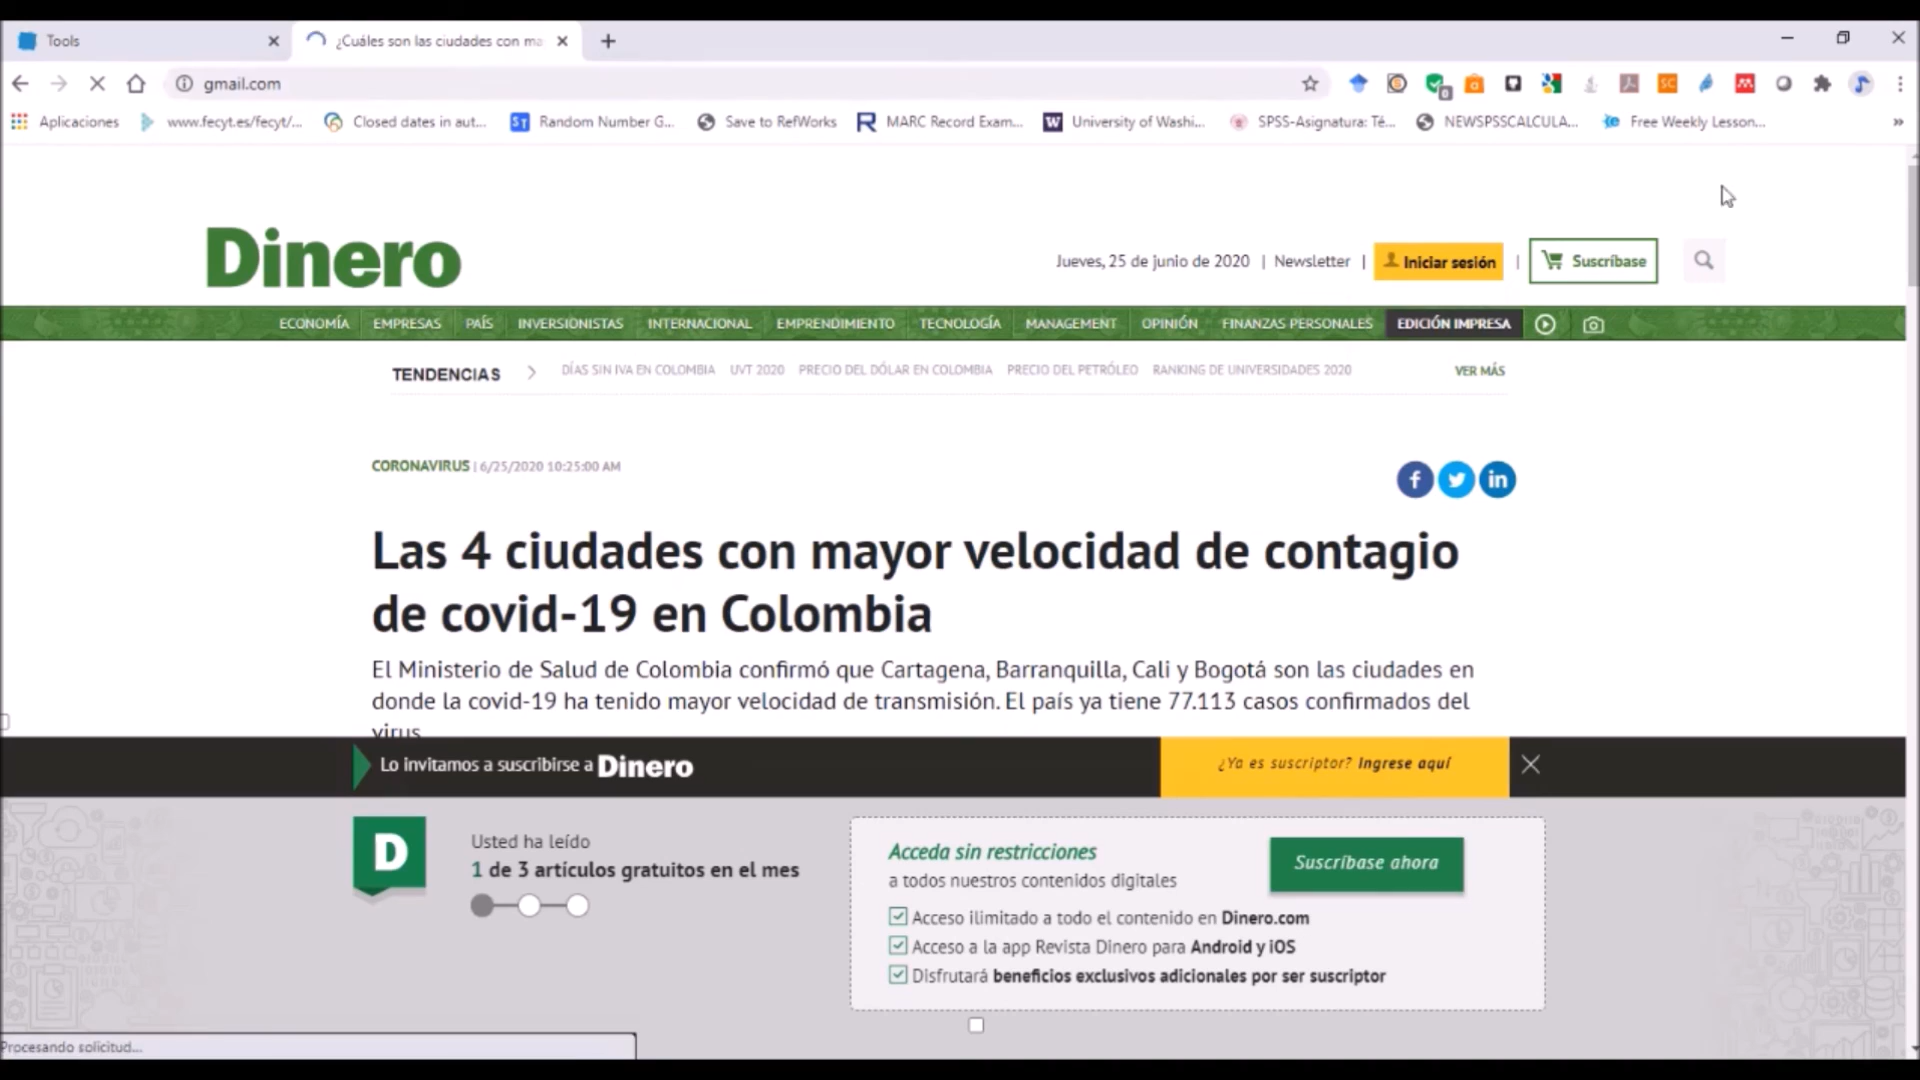 Tools
¿Cuáles son las ciudades con ma
gmail.com
Aplicaciones
www.fecyt.es/fecyt/...
Closed dates in aut...
Random Number G...
Save to RefWorks
MARC Record Exam...
University of Washi...
SPSS-Asignatura: Té...
NEWSPSSCALCULA...
Free Weekly Lesson...
Dinero
Jueves, 25 de junio de 2020 | Newsletter | Iniciar sesión | Suscríbase
ECONOMÍA EMPRESAS PAÍS INVERSIONISTAS INTERNACIONAL EMPRENDIMIENTO TECNOLOGÍA MANAGEMENT OPINIÓN FINANZAS PERSONALES EDICIÓN IMPRESA
TENDENCIAS DÍAS SIN IVA EN COLOMBIA UVT 2020 PRECIO DEL DÓLAR EN COLOMBIA PRECIO DEL PETRÓLEO RANKING DE UNIVERSIDADES 2020 VER MÁS
CORONAVIRUS | 6/25/2020 10:25:00 AM
Las 4 ciudades con mayor velocidad de contagio
de covid-19 en Colombia
El Ministerio de Salud de Colombia confirmó que Cartagena, Barranquilla, Cali y Bogotá son las ciudades en
donde la covid-19 ha tenido mayor velocidad de transmisión. El país ya tiene 77.113 casos confirmados del
virus
Lo invitamos a suscribirse a Dinero
¿Ya es suscriptor? Ingrese aquí
D
Usted ha leído
1 de 3 artículos gratuitos en el mes
Acceda sin restricciones
a todos nuestros contenidos digitales
Suscríbase ahora
Acceso ilimitado a todo el contenido en Dinero.com
Acceso a la app Revista Dinero para Android y iOS
Disfrutará beneficios exclusivos adicionales por ser suscriptor
Procesando solicitud...